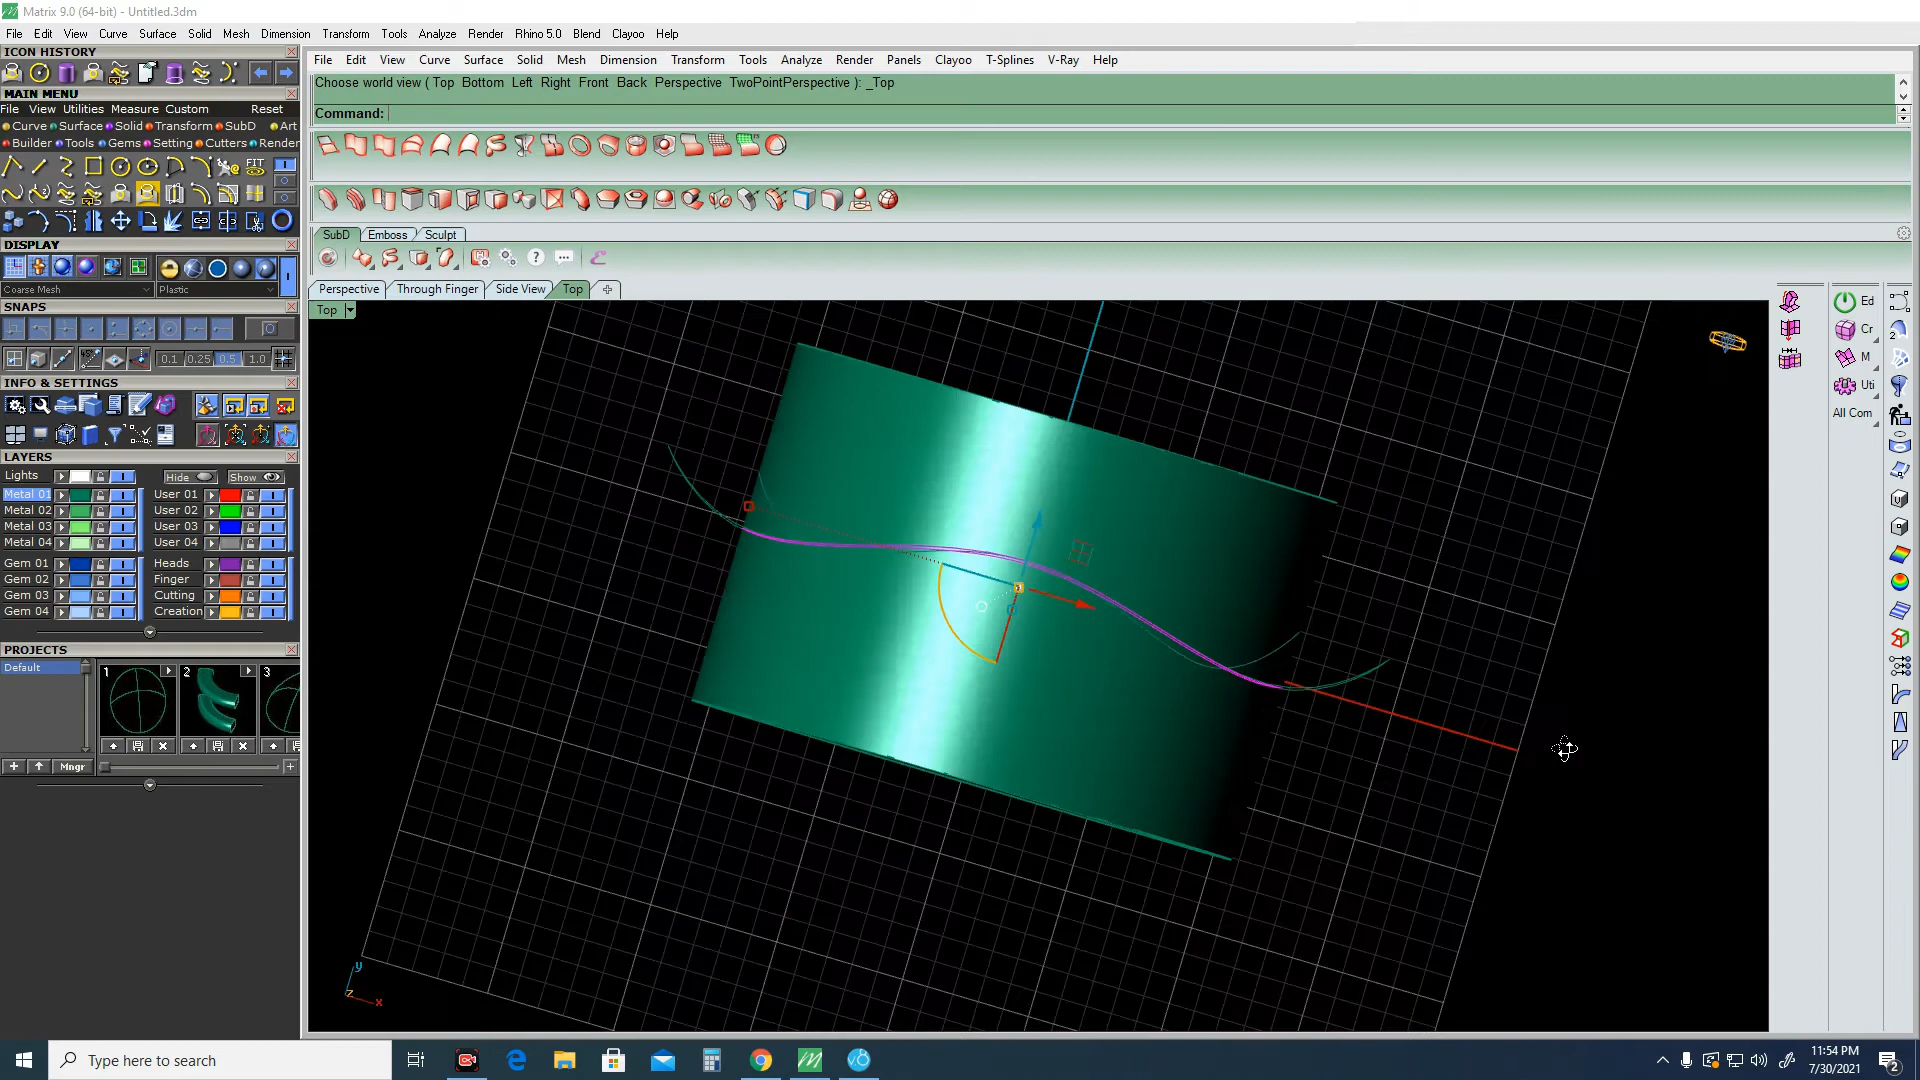 Matrix 9.0 (64-bit) - Untitled.3dm
File Edit View Curve Surface Solid Mesh Dimension Transform Tools Analyze Render Rhino 5.0 Blend Clayoo Help
ICON HISTORY
MAIN MENU
File View Utilities Measure Custom Reset
Curve Surface Solid Transform SubD Art
Builder Tools Gems Setting Cutters Render
FIT
DISPLAY
Coarse Mesh Plastic
SNAPS
0.1 0.25 0.5 1.0
INFO & SETTINGS
LAYERS
Lights Hide Show
Metal 01 User 01
Metal 02 User 02
Metal 03 User 03
Metal 04 User 04
Gem 01 Heads
Gem 02 Finger
Gem 03 Cutting
Gem 04 Creation
PROJECTS
Default
1 2 3
Mngr
File Edit View Curve Surface Solid Mesh Dimension Transform Tools Analyze Render Panels Clayoo T-Splines V-Ray Help
Choose world view ( Top Bottom Left Right Front Back Perspective TwoPointPerspective ): _Top
Command:
SubD Emboss Sculpt
Perspective Through Finger Side View Top
Top
y
z x
Ed
Cr
M
Uti
All Com
2
Type here to search
11:54 PM
7/30/2021
2